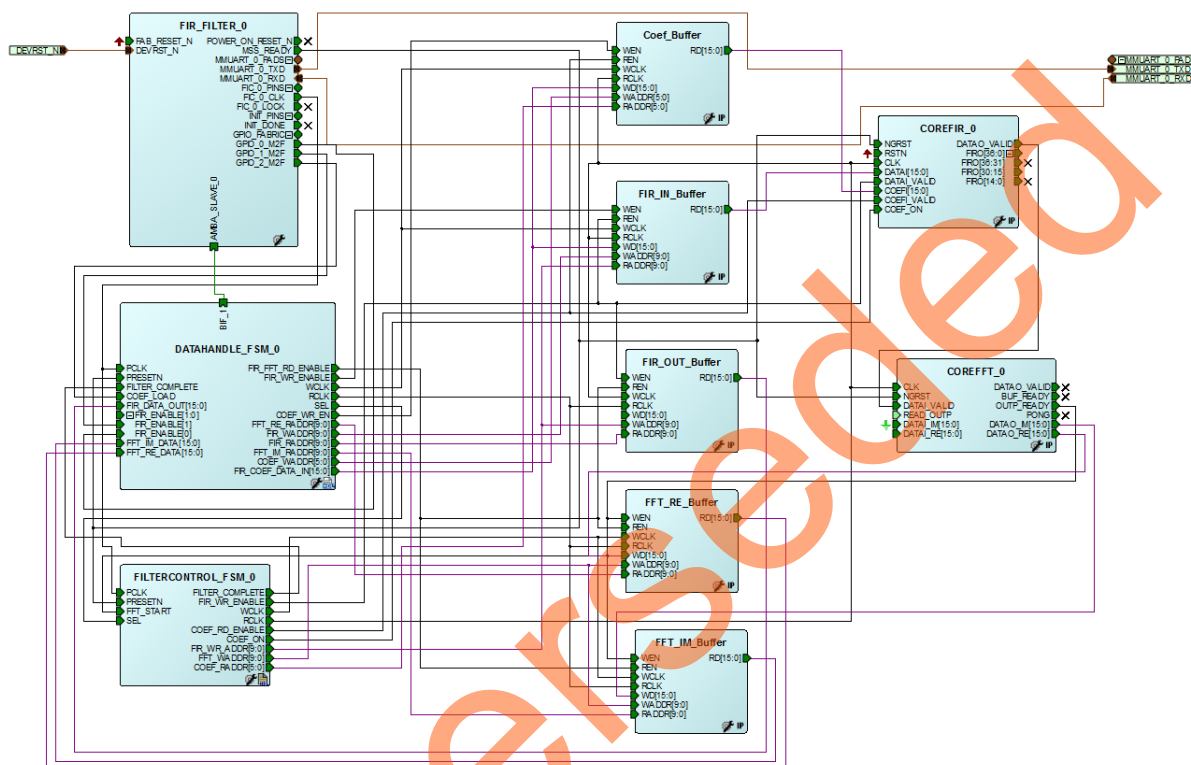 DEVRST_N
FIR_FILTER_0
FAB_RESET_N
DEVRST_N
POWER_ON_RESET_N
MSS_READY
MMUART_0_PADS
MMUART_0_TXD
MMUART_0_RXD
FIC_0_PINS
FIC_0_CLK
FIC_0_LOCK
INIT_PINS
INIT_DONE
GPIO_FABRIC
GPIO_0_M2F
GPIO_1_M2F
GPIO_2_M2F
AMBA_SLAVE_0
BIF_1
DATAHANDLE_FSM_0
PCLK
PRESETN
FILTER_COMPLETE
COEF_LOAD
FIR_DATA_OUT[15:0]
FIR_ENABLE[1:0]
FIR_ENABLE[1]
FIR_ENABLE[0]
FFT_IM_DATA[15:0]
FFT_RE_DATA[15:0]
FIR_FFT_RD_ENABLE
FIR_WR_ENABLE
WCLK
RCLK
SEL
COEF_WR_EN
FFT_RE_RADDR[9:0]
FIR_WADDR[9:0]
FIR_RADDR[9:0]
FFT_IM_RADDR[9:0]
COEF_WADDR[5:0]
FIR_COEF_DATA_IN[15:0]
FILTERCONTROL_FSM_0
PCLK
PRESETN
FFT_START
SEL
FILTER_COMPLETE
FIR_WR_ENABLE
WCLK
RCLK
COEF_RD_ENABLE
COEF_ON
FIR_WR_ADDR[9:0]
FFT_WADDR[9:0]
COEF_RADDR[5:0]
Coef_Buffer
WEN
REN
WCLK
RCLK
WD[15:0]
WADDR[5:0]
RADDR[5:0]
RD[15:0]
IP
FIR_IN_Buffer
WEN
REN
WCLK
RCLK
WD[15:0]
WADDR[9:0]
RADDR[9:0]
RD[15:0]
IP
FIR_OUT_Buffer
WEN
REN
WCLK
RCLK
WD[15:0]
WADDR[9:0]
RADDR[9:0]
RD[15:0]
IP
FFT_RE_Buffer
WEN
REN
WCLK
RCLK
WD[15:0]
WADDR[9:0]
RADDR[9:0]
RD[15:0]
IP
FFT_IM_Buffer
WEN
REN
WCLK
RCLK
WD[15:0]
WADDR[9:0]
RADDR[9:0]
RD[15:0]
IP
COREFIR_0
NGRST
RSTN
CLK
DATAI[15:0]
DATAI_VALID
COEFI[15:0]
COEFI_VALID
COEF_ON
DATAO_VALID
FIRO[36:0]
FIRO[36:31]
FIRO[30:15]
FIRO[14:0]
IP
COREFFT_0
CLK
NGRST
DATAI_VALID
READ_OUTP
DATAI_IM[15:0]
DATAI_RE[15:0]
DATAO_VALID
BUF_READY
OUTP_READY
PONG
DATAO_IM[15:0]
DATAO_RE[15:0]
IP
MMUART_0_PAD
MMUART_0_TXD
MMUART_0_RXD
erseded